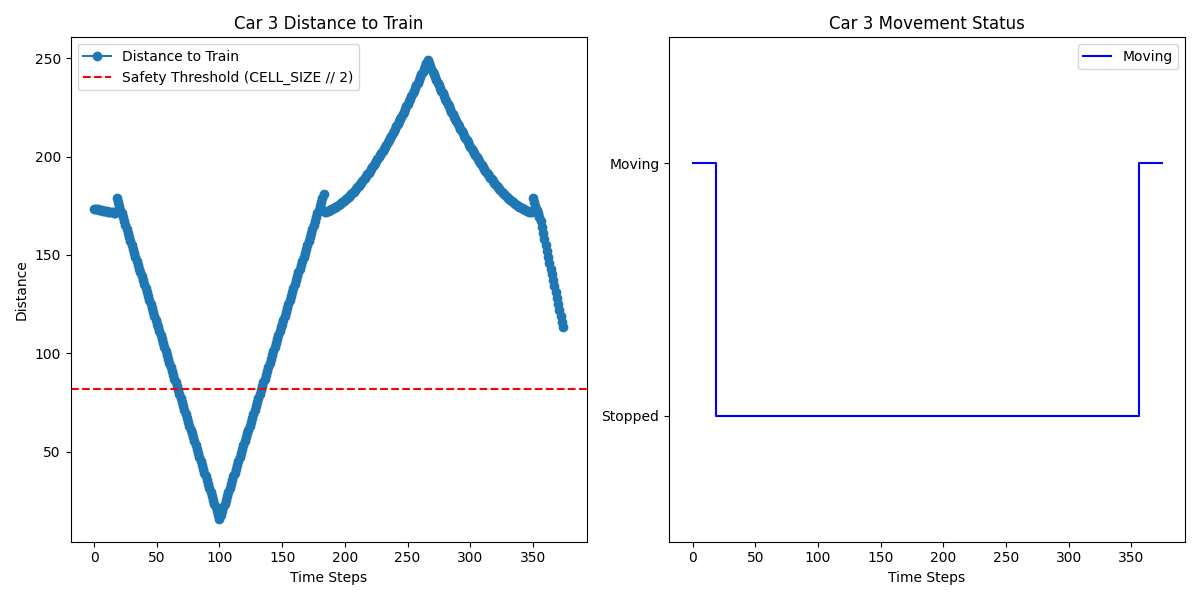 Car 3 Distance to Train
Distance to Train
Safety Threshold (CELL_SIZE // 2)
250
200
150
100
50
Distance
0
50
100
150
200
250
300
350
Time Steps
Car 3 Movement Status
Moving
Moving
Stopped
0
50
100
150
200
250
300
350
Time Steps